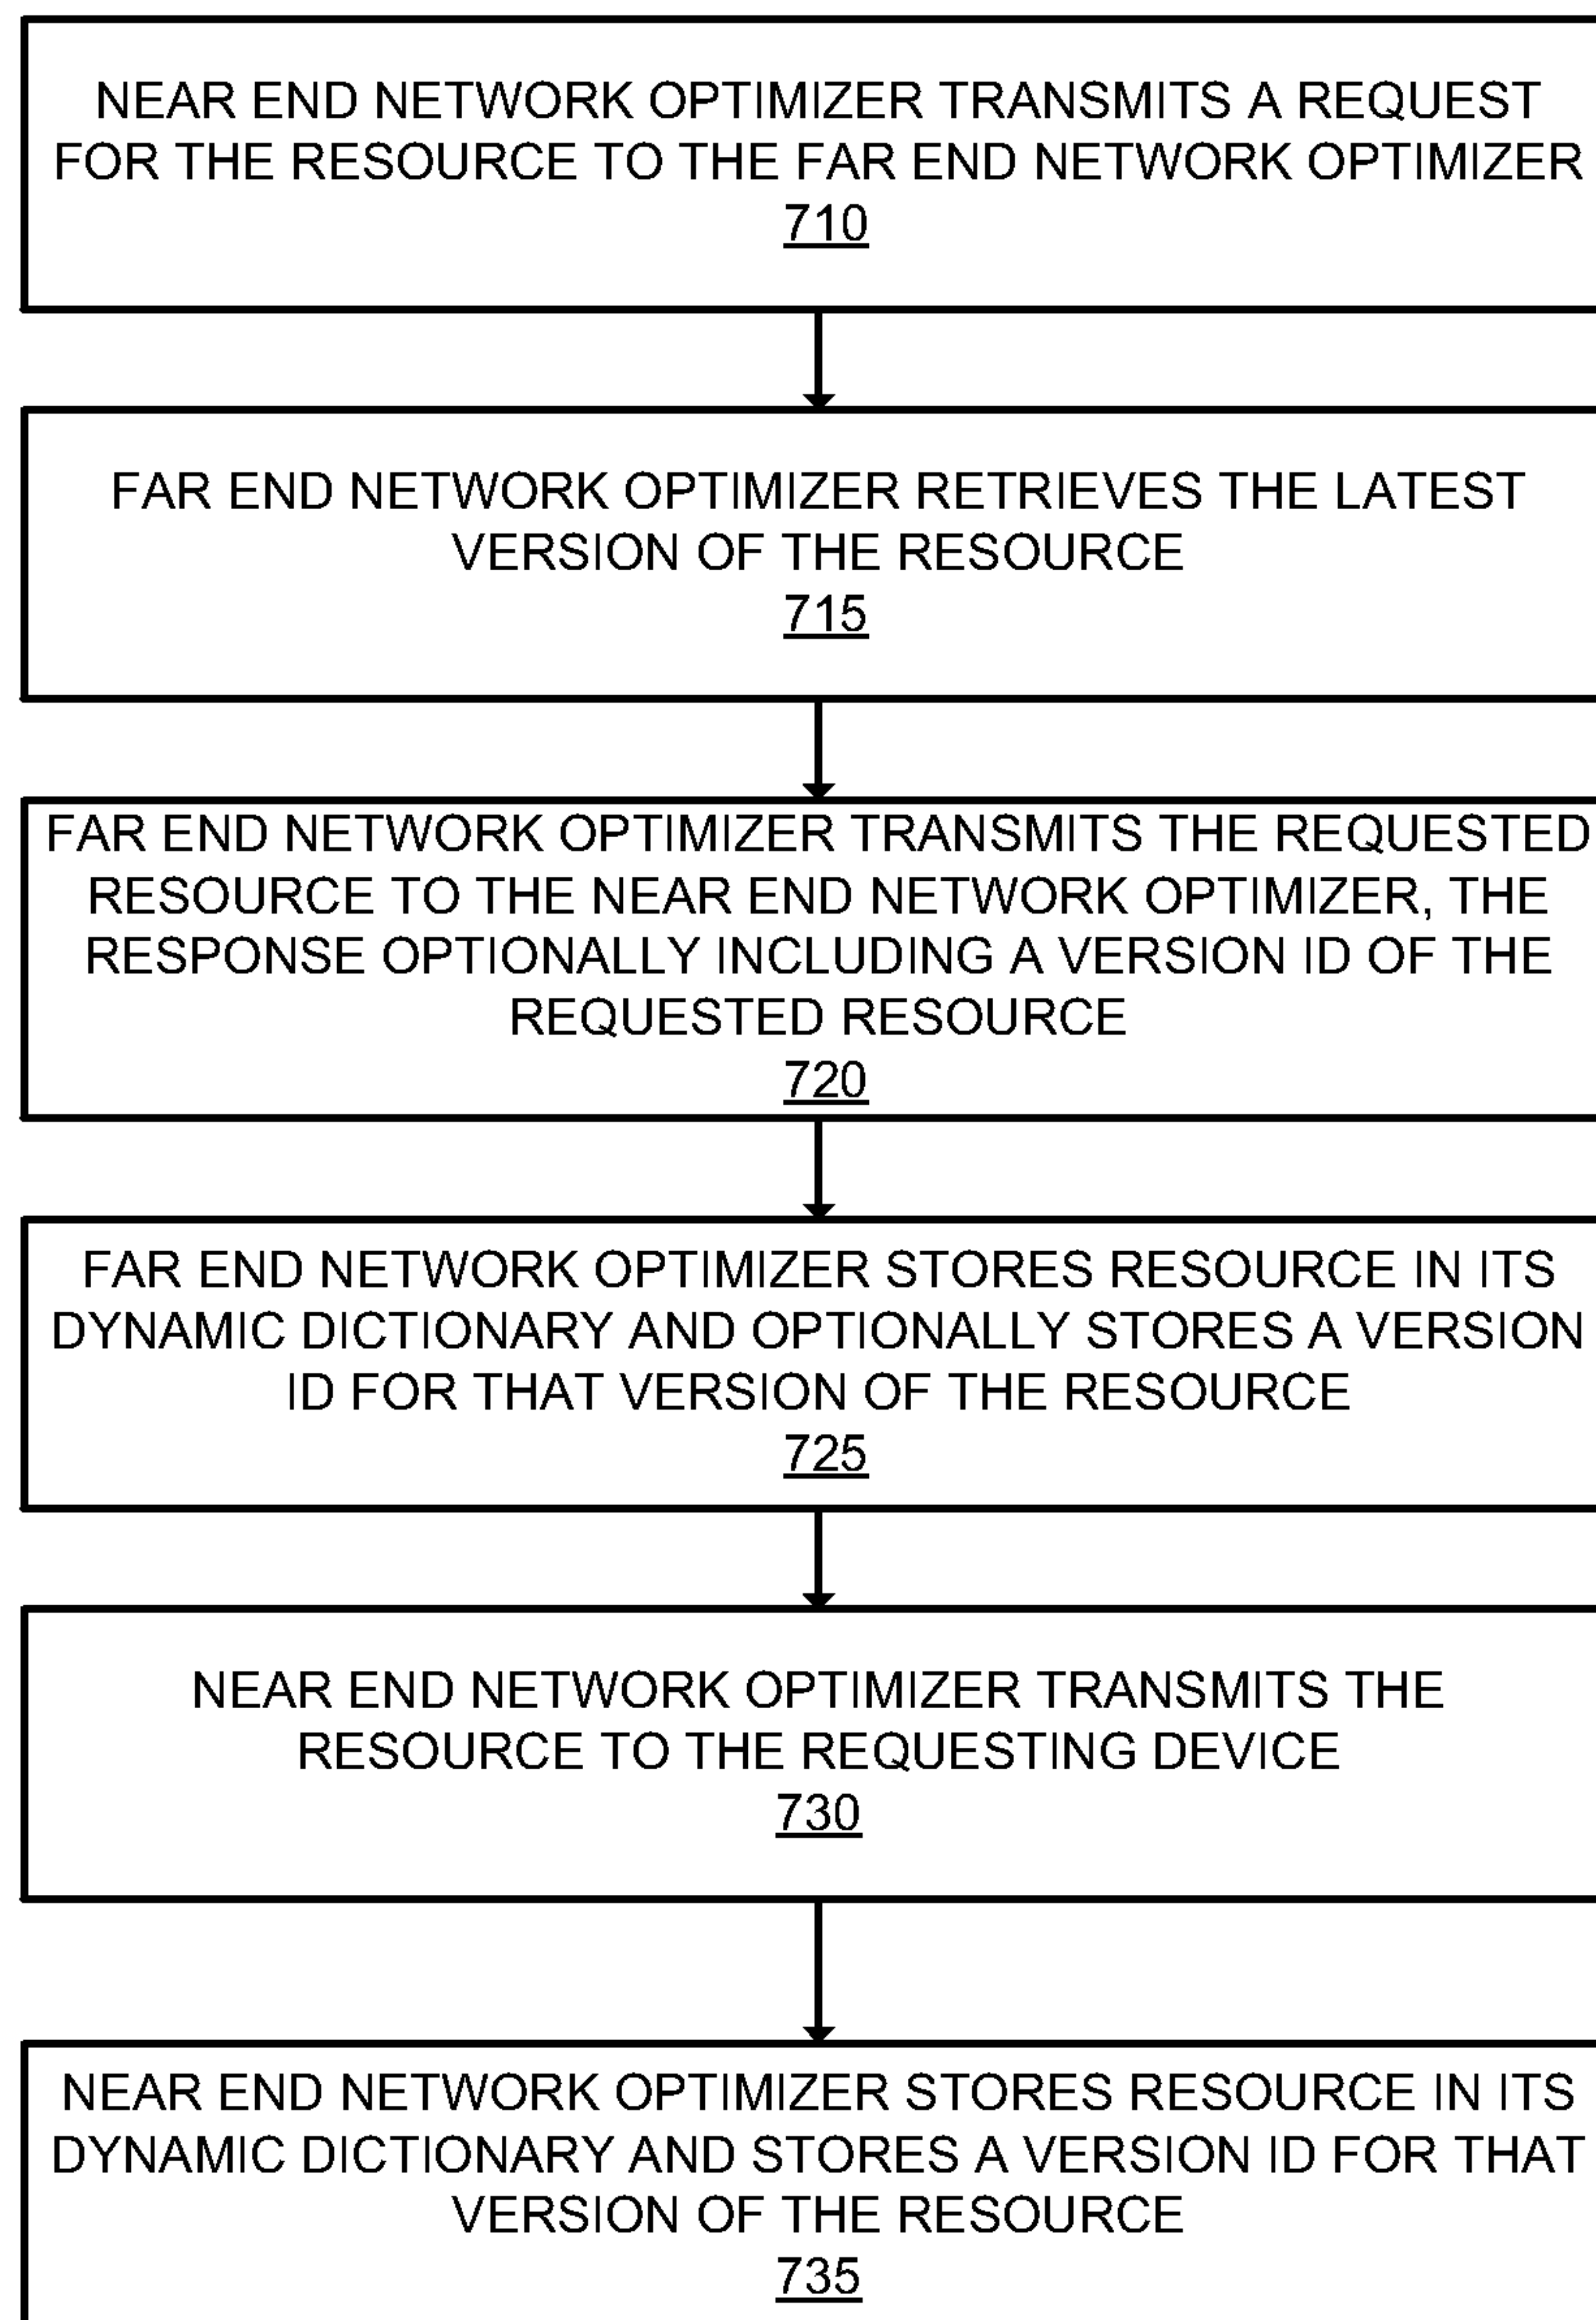 NEAR END NETWORK OPTIMIZER TRANSMITS A REQUEST
FOR THE RESOURCE TO THE FAR END NETWORK OPTIMIZER
710
FAR END NETWORK OPTIMIZER RETRIEVES THE LATEST
VERSION OF THE RESOURCE
715
FAR END NETWORK OPTIMIZER TRANSMITS THE REQUESTED
RESOURCE TO THE NEAR END NETWORK OPTIMIZER, THE
RESPONSE OPTIONALLY INCLUDING A VERSION ID OF THE
REQUESTED RESOURCE
720
FAR END NETWORK OPTIMIZER STORES RESOURCE IN ITS
DYNAMIC DICTIONARY AND OPTIONALLY STORES A VERSION
ID FOR THAT VERSION OF THE RESOURCE
725
NEAR END NETWORK OPTIMIZER TRANSMITS THE
RESOURCE TO THE REQUESTING DEVICE
730
NEAR END NETWORK OPTIMIZER STORES RESOURCE IN ITS
DYNAMIC DICTIONARY AND STORES A VERSION ID FOR THAT
VERSION OF THE RESOURCE
735